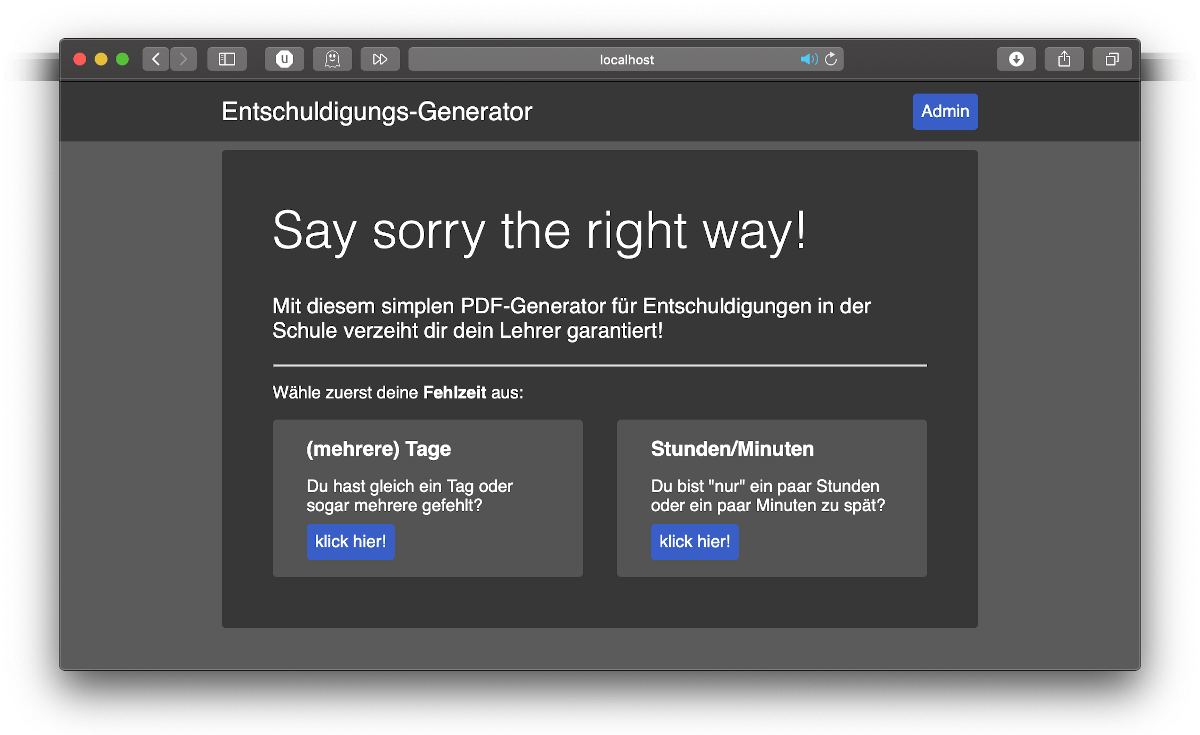 localhost
Entschuldigungs-Generator
Admin
Say sorry the right way!
Mit diesem simplen PDF-Generator für Entschuldigungen in der
Schule verzeiht dir dein Lehrer garantiert!
Wähle zuerst deine Fehlzeit aus:
(mehrere) Tage
Du hast gleich ein Tag oder
sogar mehrere gefehlt?
klick hier!
Stunden/Minuten
Du bist "nur" ein paar Stunden
oder ein paar Minuten zu spät?
klick hier!